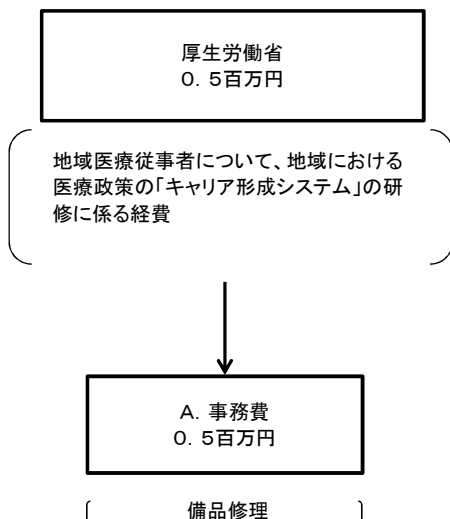 厚生労働省
０．５百万円
地域医療従事者について、地域における
医療政策の「キャリア形成システム」の研
修に係る経費
A．事務費
０．５百万円
備品修理